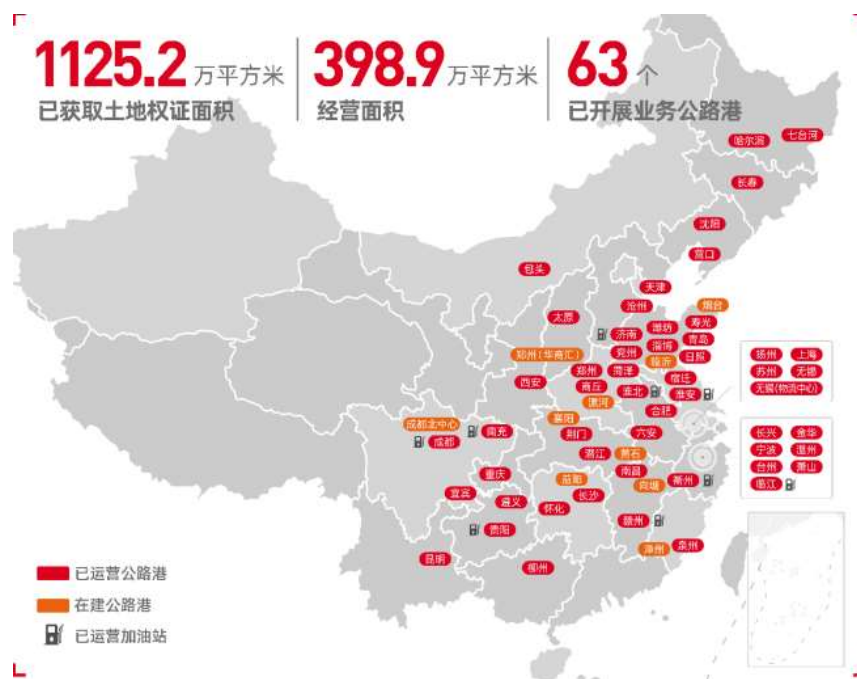 1125.2 万平方米
已获取土地权证面积
398.9 万平方米
经营面积
63 个
已开展业务公路港
哈尔滨
七台河
长春
沈阳
营口
包头
天津
沧州
烟台
太原
济南
潍坊
寿光
青岛
郑州(华商汇)
兖州
淄博
临沂
日照
西安
郑州
菏泽
商丘
淮北
宿迁
淮安
漯河
合肥
成都北中心
南充
成都
襄阳
荆门
六安
潜江
黄石
南昌
重庆
益阳
向塘
衢州
宜宾
遵义
长沙
怀化
贵阳
赣州
昆明
柳州
漳州
泉州
扬州
上海
苏州
无锡
无锡(物流中心)
长兴
金华
宁波
温州
台州
萧山
临江
已运营公路港
在建公路港
已运营加油站